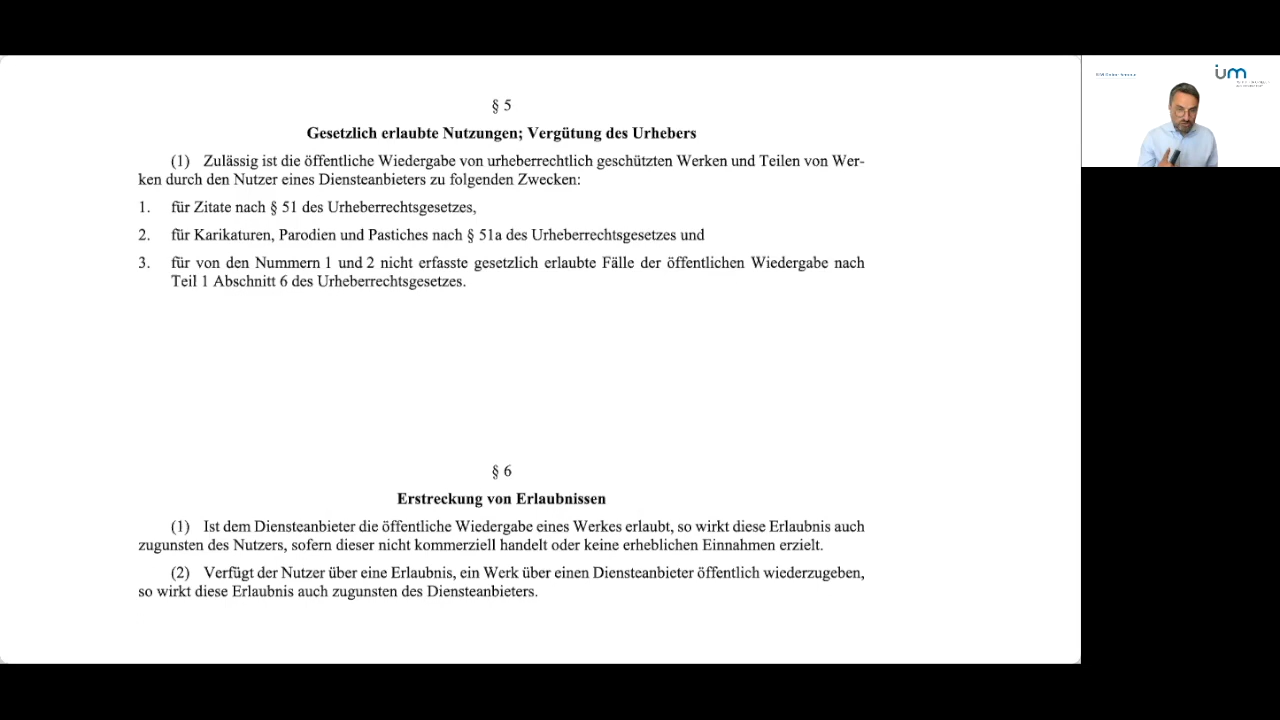 § 5
Gesetzlich erlaubte Nutzungen; Vergütung des Urhebers
(1) Zulässig ist die öffentliche Wiedergabe von urheberrechtlich geschützten Werken und Teilen von Wer-
ken durch den Nutzer eines Diensteanbieters zu folgenden Zwecken:
1. für Zitate nach § 51 des Urheberrechtsgesetzes,
2. für Karikaturen, Parodien und Pastiches nach § 51a des Urheberrechtsgesetzes und
3. für von den Nummern 1 und 2 nicht erfasste gesetzlich erlaubte Fälle der öffentlichen Wiedergabe nach
Teil 1 Abschnitt 6 des Urheberrechtsgesetzes.
§ 6
Erstreckung von Erlaubnissen
(1) Ist dem Diensteanbieter die öffentliche Wiedergabe eines Werkes erlaubt, so wirkt diese Erlaubnis auch
zugunsten des Nutzers, sofern dieser nicht kommerziell handelt oder keine erheblichen Einnahmen erzielt.
(2) Verfügt der Nutzer über eine Erlaubnis, ein Werk über einen Diensteanbieter öffentlich wiederzugeben,
so wirkt diese Erlaubnis auch zugunsten des Diensteanbieters.